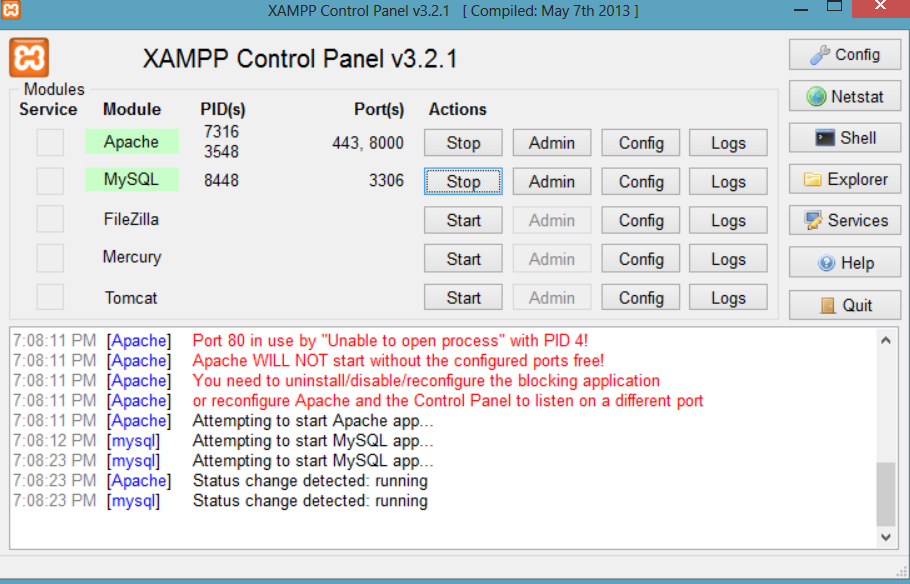 XAMPP Control Panel v3.2.1 [ Compiled: May 7th 2013 ]
XAMPP Control Panel v3.2.1
Config
Modules
Service Module PID(s) Port(s) Actions
Netstat
Apache 7316 3548 443, 8000 Stop Admin Config Logs
Shell
MySQL 8448 3306 Stop Admin Config Logs
Explorer
FileZilla Start Admin Config Logs
Services
Mercury Start Admin Config Logs
Help
Tomcat Start Admin Config Logs
Quit
7:08:11 PM [Apache] Port 80 in use by "Unable to open process" with PID 4!
7:08:11 PM [Apache] Apache WILL NOT start without the configured ports free!
7:08:11 PM [Apache] You need to uninstall/disable/reconfigure the blocking application
7:08:11 PM [Apache] or reconfigure Apache and the Control Panel to listen on a different port
7:08:11 PM [Apache] Attempting to start Apache app...
7:08:12 PM [mysql] Attempting to start MySQL app...
7:08:23 PM [mysql] Attempting to start MySQL app...
7:08:23 PM [Apache] Status change detected: running
7:08:23 PM [mysql] Status change detected: running